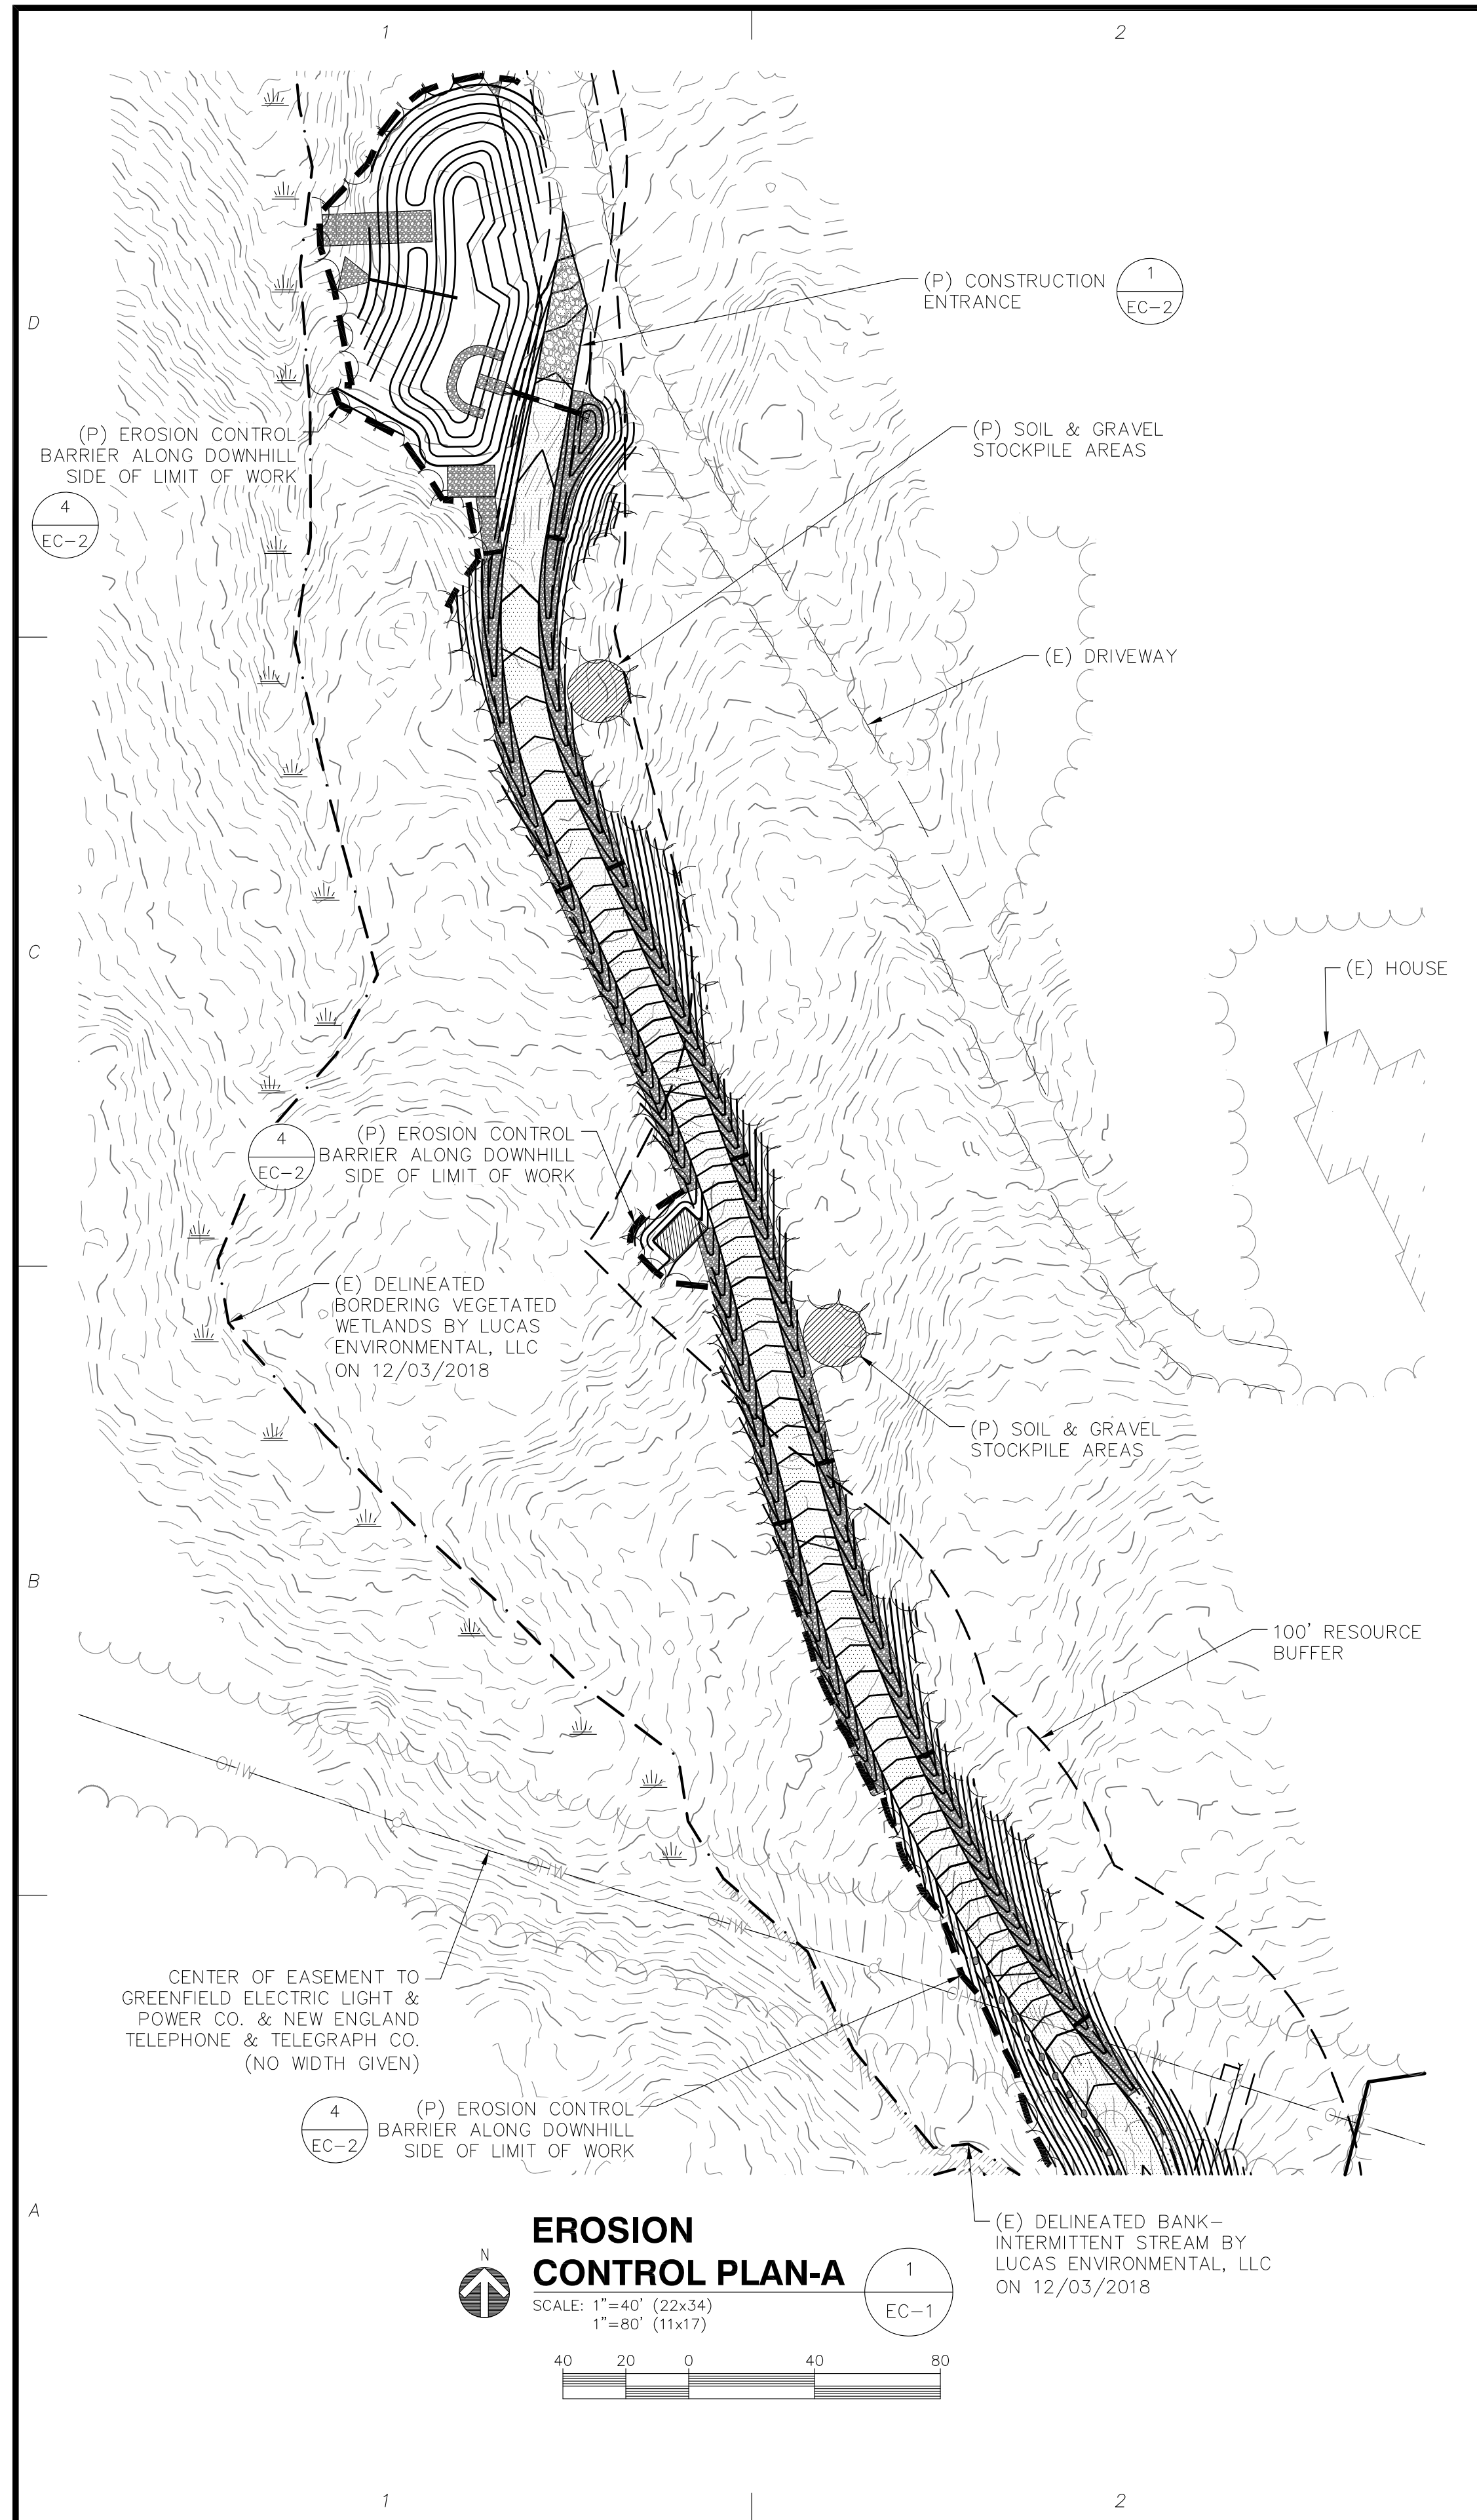 1
2
D
(P) CONSTRUCTION
ENTRANCE
1
EC-2
(P) EROSION CONTROL
BARRIER ALONG DOWNHILL
SIDE OF LIMIT OF WORK
4
EC-2
(P) SOIL & GRAVEL
STOCKPILE AREAS
(E) DRIVEWAY
C
(E) HOUSE
4
EC-2
(P) EROSION CONTROL
BARRIER ALONG DOWNHILL
SIDE OF LIMIT OF WORK
(E) DELINEATED
BORDERING VEGETATED
WETLANDS BY LUCAS
ENVIRONMENTAL, LLC
ON 12/03/2018
(P) SOIL & GRAVEL
STOCKPILE AREAS
B
100' RESOURCE
BUFFER
OHW
OHW
OHW
OHW
OHW
OHW
CENTER OF EASEMENT TO
GREENFIELD ELECTRIC LIGHT &
POWER CO. & NEW ENGLAND
TELEPHONE & TELEGRAPH CO.
(NO WIDTH GIVEN)
4
EC-2
(P) EROSION CONTROL
BARRIER ALONG DOWNHILL
SIDE OF LIMIT OF WORK
A
(E) DELINEATED BANK-
INTERMITTENT STREAM BY
LUCAS ENVIRONMENTAL, LLC
ON 12/03/2018
N
EROSION
CONTROL PLAN-A
1
EC-1
SCALE: 1"=40' (22x34)
1"=80' (11x17)
40 20 0 40 80
1
2